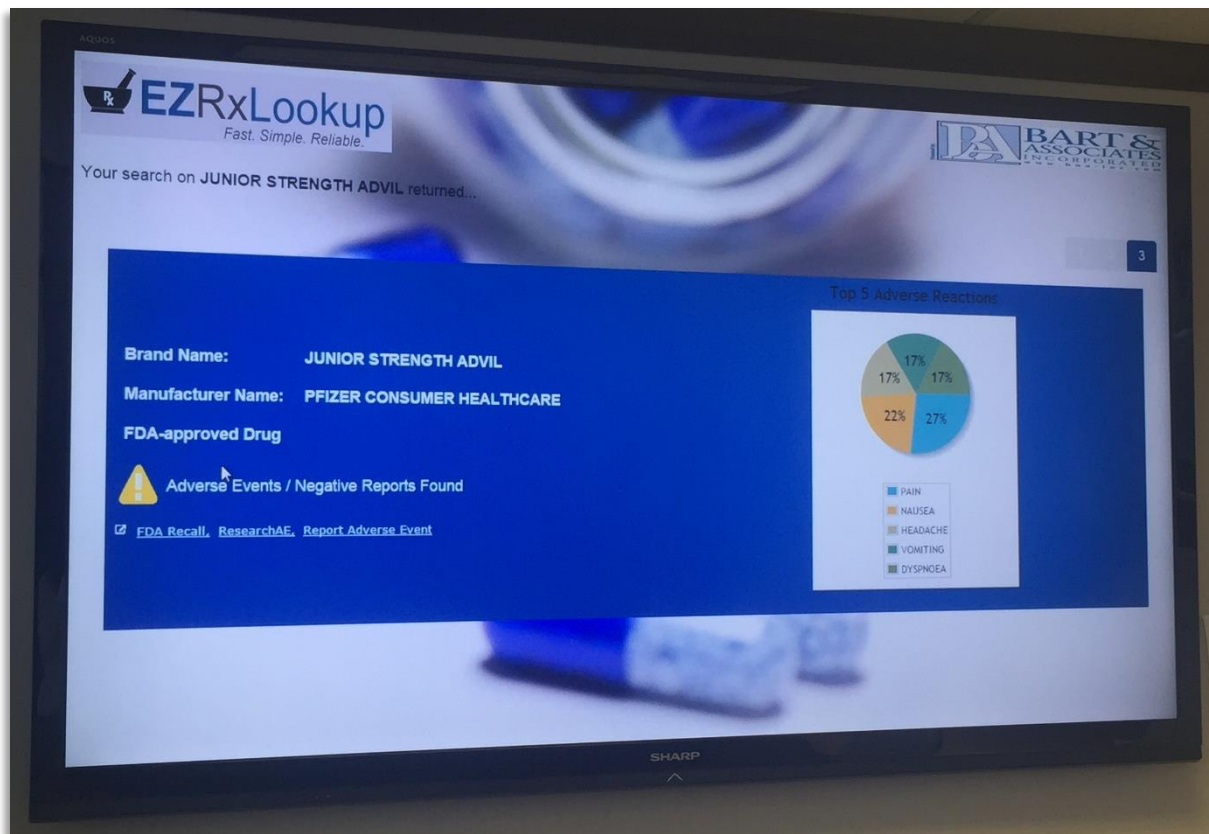 AQUOS
Rx
EZRxLookup
Fast. Simple. Reliable.
BART &
ASSOCIATES
INCORPORATED
Your search on JUNIOR STRENGTH ADVIL returned...
3
Top 5 Adverse Reactions
Brand Name: JUNIOR STRENGTH ADVIL
Manufacturer Name: PFIZER CONSUMER HEALTHCARE
FDA-approved Drug
Adverse Events / Negative Reports Found
FDA Recall, ResearchAE, Report Adverse Event
17%
17%
17%
22%
27%
PAIN
NAUSEA
HEADACHE
VOMITING
DYSPNOEA
SHARP